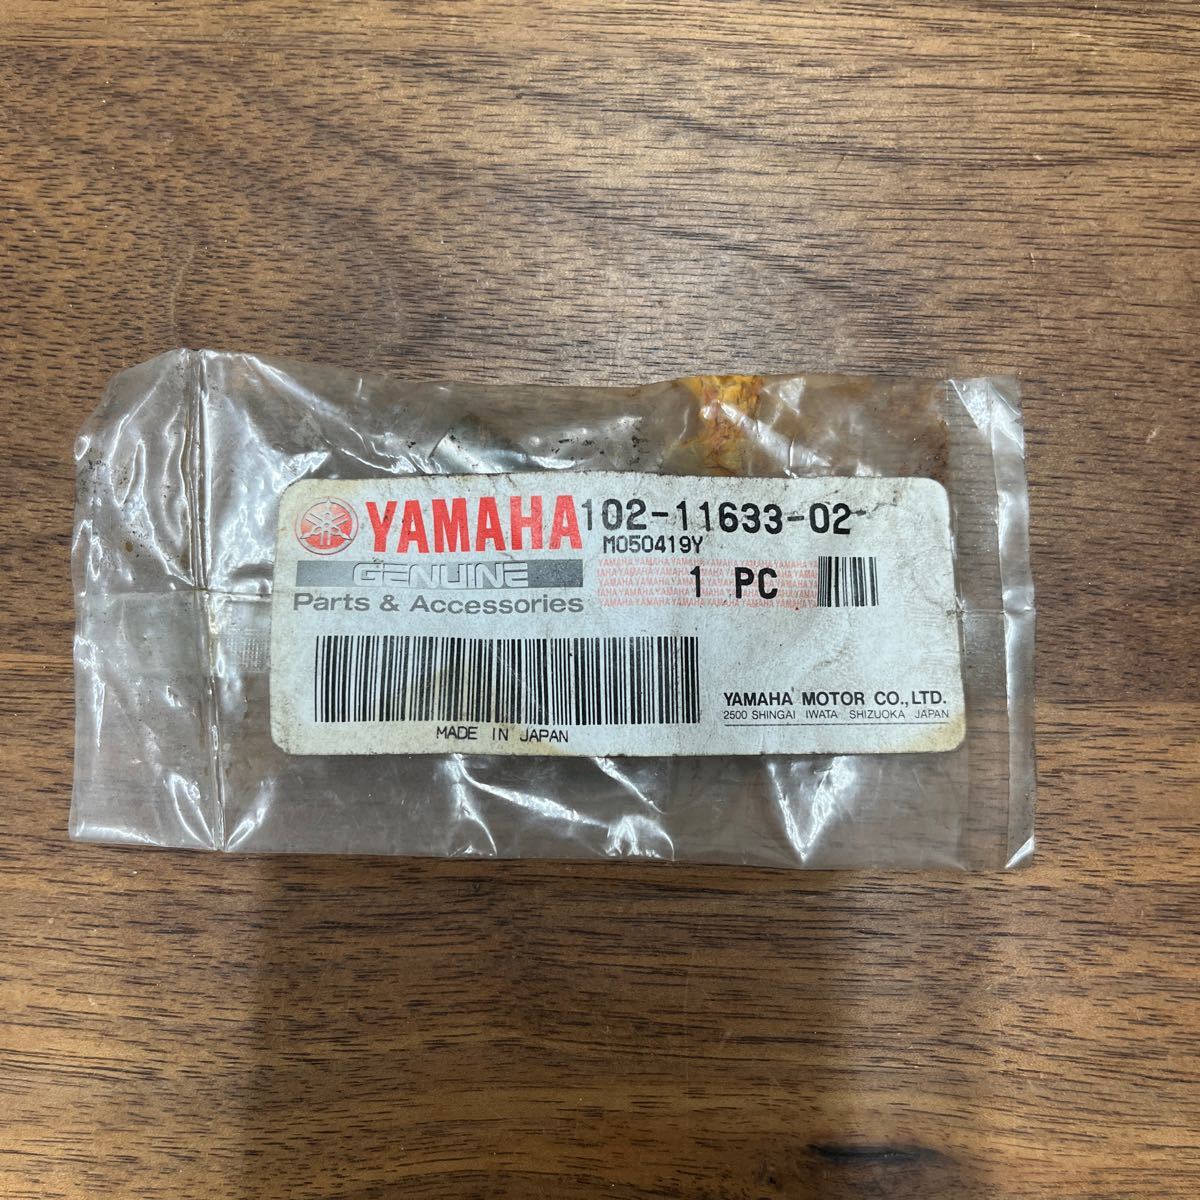 YAMAHA 102-11633-02
M050419Y
GENUINE
1 PC
Parts & Accessories
YAMAHA MOTOR CO.,LTD.
2500 SHINGAI IWATA SHIZUOKA JAPAN
MADE IN JAPAN